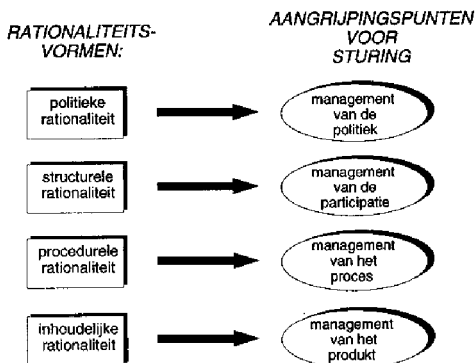 RATIONALITEITS-
VORMEN:
AANGRIJPINGSPUNTEN
VOOR
STURING
politieke
rationaliteit
management
van de
politiek
structurele
rationaliteit
management
van de
participatie
procedurele
rationaliteit
management
van het
proces
inhoudelijke
rationaliteit
management
van het
produkt